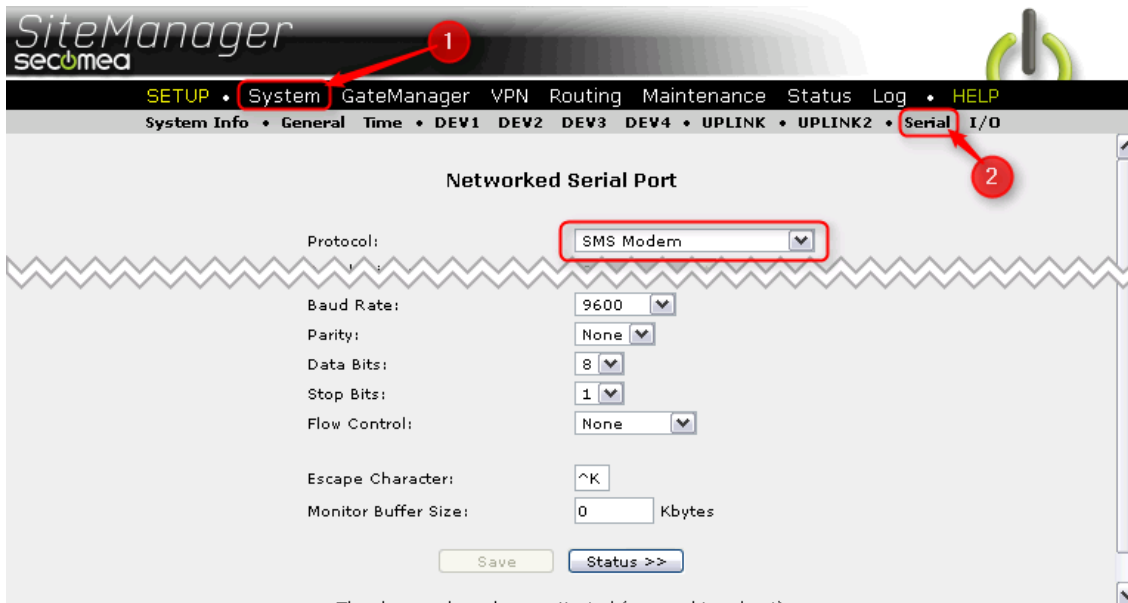 SiteManager
secomea
1
SETUP • System GateManager VPN Routing Maintenance Status Log • HELP
System Info • General Time • DEV1 DEV2 DEV3 DEV4 • UPLINK • UPLINK2 • Serial I/O
2
Networked Serial Port
Protocol: SMS Modem
Baud Rate: 9600
Parity: None
Data Bits: 8
Stop Bits: 1
Flow Control: None
Escape Character: ^K
Monitor Buffer Size: 0 Kbytes
Save Status >>